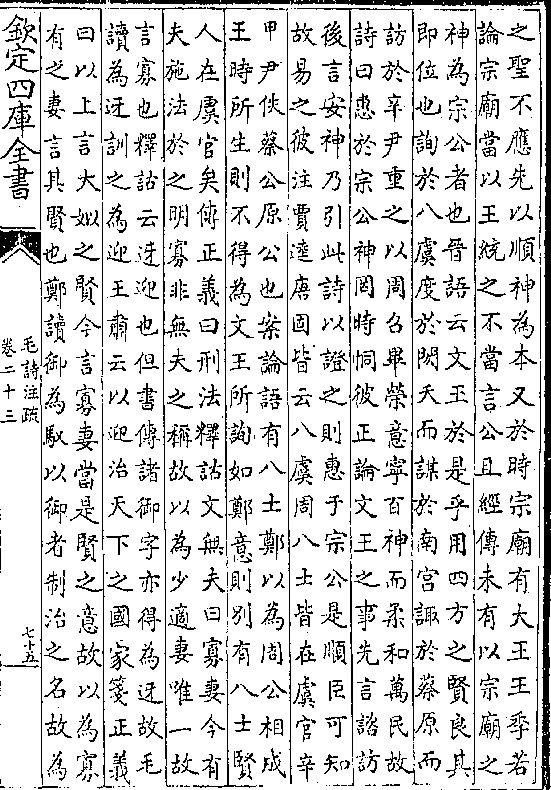 之聖不應先以順神為本又於時宗廟有大王王季若
論宗廟當以王統之不當言公且經傳未有以宗廟之
神為宗公者也晉語云文王於是乎用四方之賢良其
即位也詢於八虞度於閎夭而謀於南宮諏於蔡原而
訪於辛尹重之以周召畢榮意寧百神而柔和萬民故
詩曰惠於宗公神罔時恫彼正論文王之事先言諮訪
後言安神乃引此詩以證之則惠于宗公是順臣可知
故易之彼注賈逵唐固皆云八虞周八士皆在虞官辛
甲尹佚蔡公原公也案論語有八士鄭以為周公相成
王時所生則不得為文王所詢如鄭意則別有八士賢
人在虞官矣傳正義曰刑法釋詁文無夫曰寡妻今有
夫施法於之明寡非無夫之稱故以為少適妻唯一故
言寡也釋詁云迓迎也但書傳諸御字亦得為迓故毛
讀為迓訓之為迎王肅云以迎治天下之國家箋正義
曰以上言大姒之賢今言寡妻當是賢之意故以為寡
有之妻言其賢也鄭讀御為馭以御者制治之名故為
欽定四庫全書
毛詩注疏
卷二十三
七十五